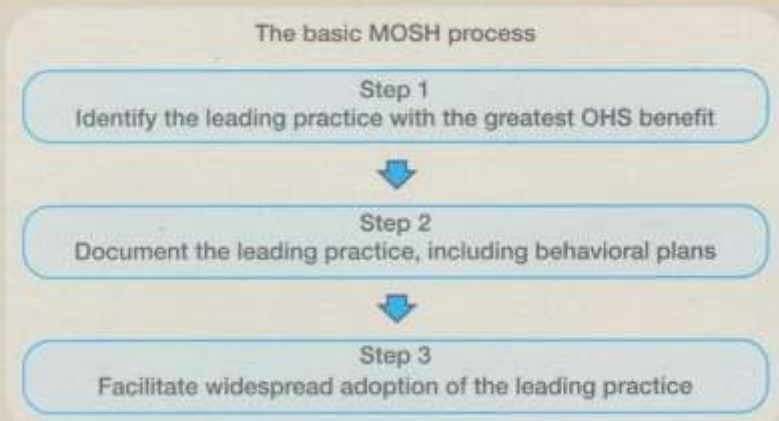 The basic MOSH process
Step 1
Identify the leading practice with the greatest OHS benefit
Step 2
Document the leading practice, including behavioral plans
Step 3
Facilitate widespread adoption of the leading practice